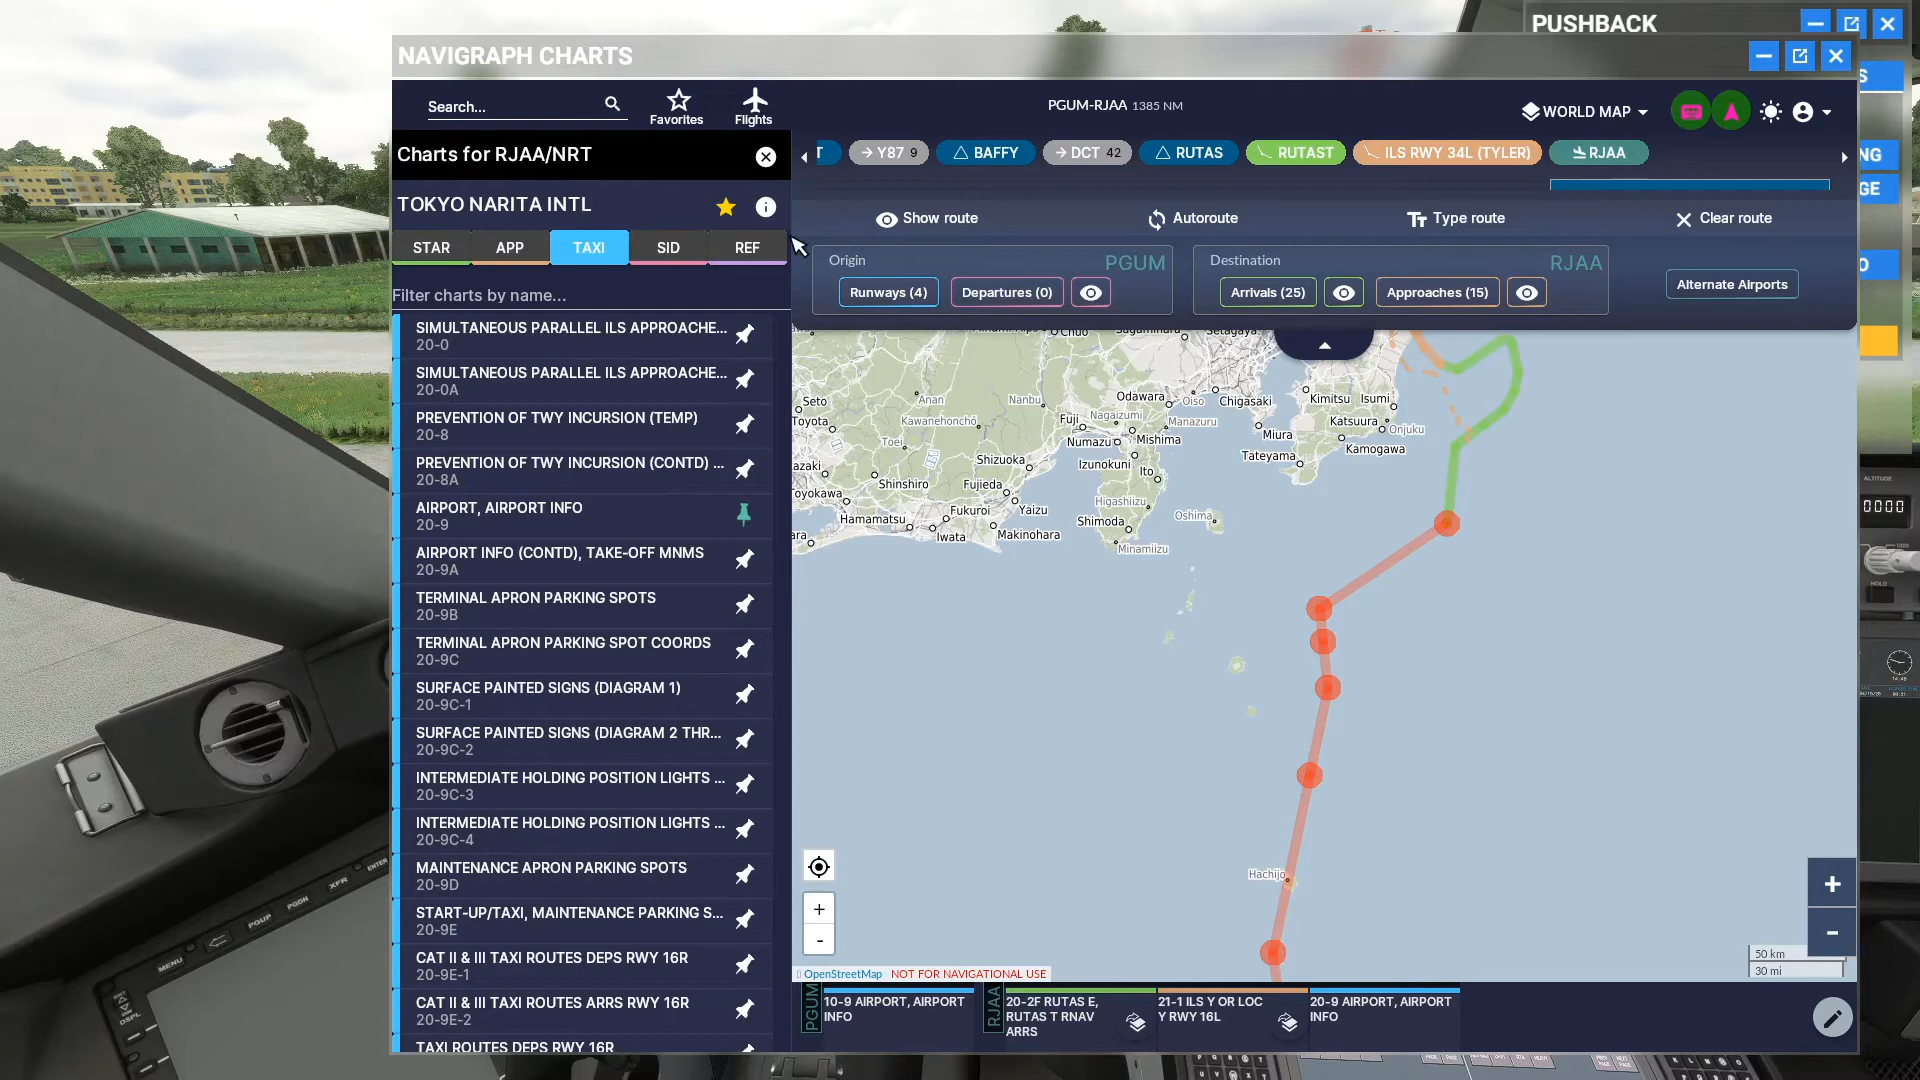 PUSHBACK
NAVIGRAPH CHARTS
Search...
Favorites
Flights
PGUM-RJAA 1385 NM
WORLD MAP
Charts for RJAA/NRT
T
Y87 9
BAFFY
DCT 42
RUTAS
RUTAST
ILS RWY 34L (TYLER)
RJAA
TOKYO NARITA INTL
Show route
Autoroute
Type route
Clear route
STAR
APP
TAXI
SID
REF
Origin
PGUM
Runways (4)
Departures (0)
Destination
RJAA
Arrivals (25)
Approaches (15)
Alternate Airports
Filter charts by name...
SIMULTANEOUS PARALLEL ILS APPROACHE...
20-0
SIMULTANEOUS PARALLEL ILS APPROACHE...
20-0A
PREVENTION OF TWY INCURSION (TEMP)
20-8
PREVENTION OF TWY INCURSION (CONTD) ...
20-8A
AIRPORT, AIRPORT INFO
20-9
AIRPORT INFO (CONTD), TAKE-OFF MNMS
20-9A
TERMINAL APRON PARKING SPOTS
20-9B
TERMINAL APRON PARKING SPOT COORDS
20-9C
SURFACE PAINTED SIGNS (DIAGRAM 1)
20-9C-1
SURFACE PAINTED SIGNS (DIAGRAM 2 THR...
20-9C-2
INTERMEDIATE HOLDING POSITION LIGHTS ...
20-9C-3
INTERMEDIATE HOLDING POSITION LIGHTS ...
20-9C-4
MAINTENANCE APRON PARKING SPOTS
20-9D
START-UP/TAXI, MAINTENANCE PARKING S...
20-9E
CAT II & III TAXI ROUTES DEPS RWY 16R
20-9E-1
CAT II & III TAXI ROUTES ARRS RWY 16R
20-9E-2
TAXI ROUTES DEPS RWY 16R
Chuo
Sagamihara
Seto
Anan
Nanbu
Odawara
Oiso
Chigasaki
Kimitsu
Isumi
Toyota
Kawanehoncho
Fuji
Nagaizumi
Manazuru
Miura
Katsuura
Onjuku
Toei
Numazu
Mishima
Kamogawa
Shizuoka
Izunokuni
Ito
Tateyama
Shinshiro
Fujieda
Higashiizu
Toyokawa
Fukuroi
Yaizu
Hamamatsu
Shimoda
Oshima
Iwata
Makinohara
Minamiizu
Hachijo
+
-
+
-
50 km
30 mi
OpenStreetMap NOT FOR NAVIGATIONAL USE
PGUM
10-9 AIRPORT, AIRPORT
INFO
RJAA
20-2F RUTAS E,
RUTAS T RNAV
ARRS
21-1 ILS Y OR LOC
Y RWY 16L
20-9 AIRPORT, AIRPORT
INFO
ALTITUDE
0000
HOLD
MENU
PGUP
PGDN
XFR
ENTER
DSPL